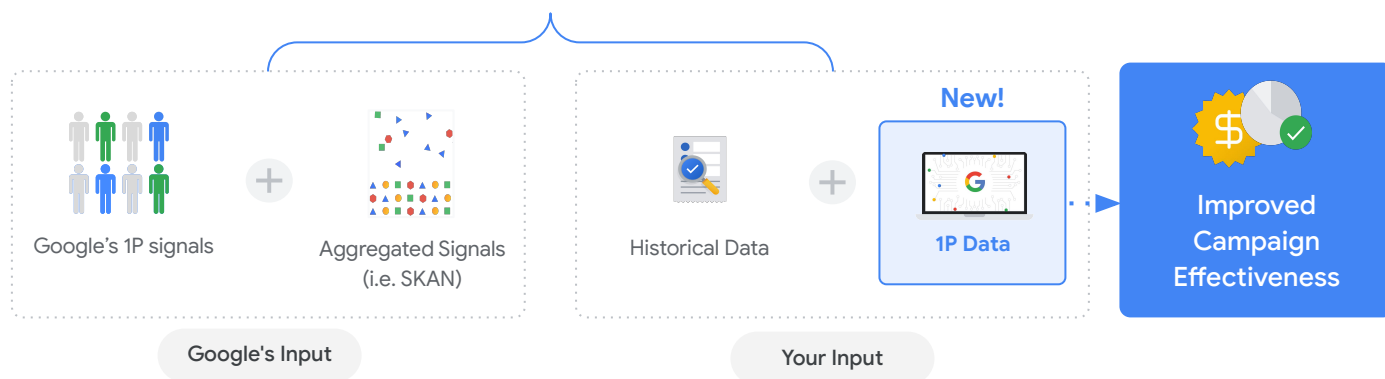 New!
Google's 1P signals
Aggregated Signals
(i.e. SKAN)
Google's Input
Historical Data
G
1P Data
Your Input
$
Improved
Campaign
Effectiveness